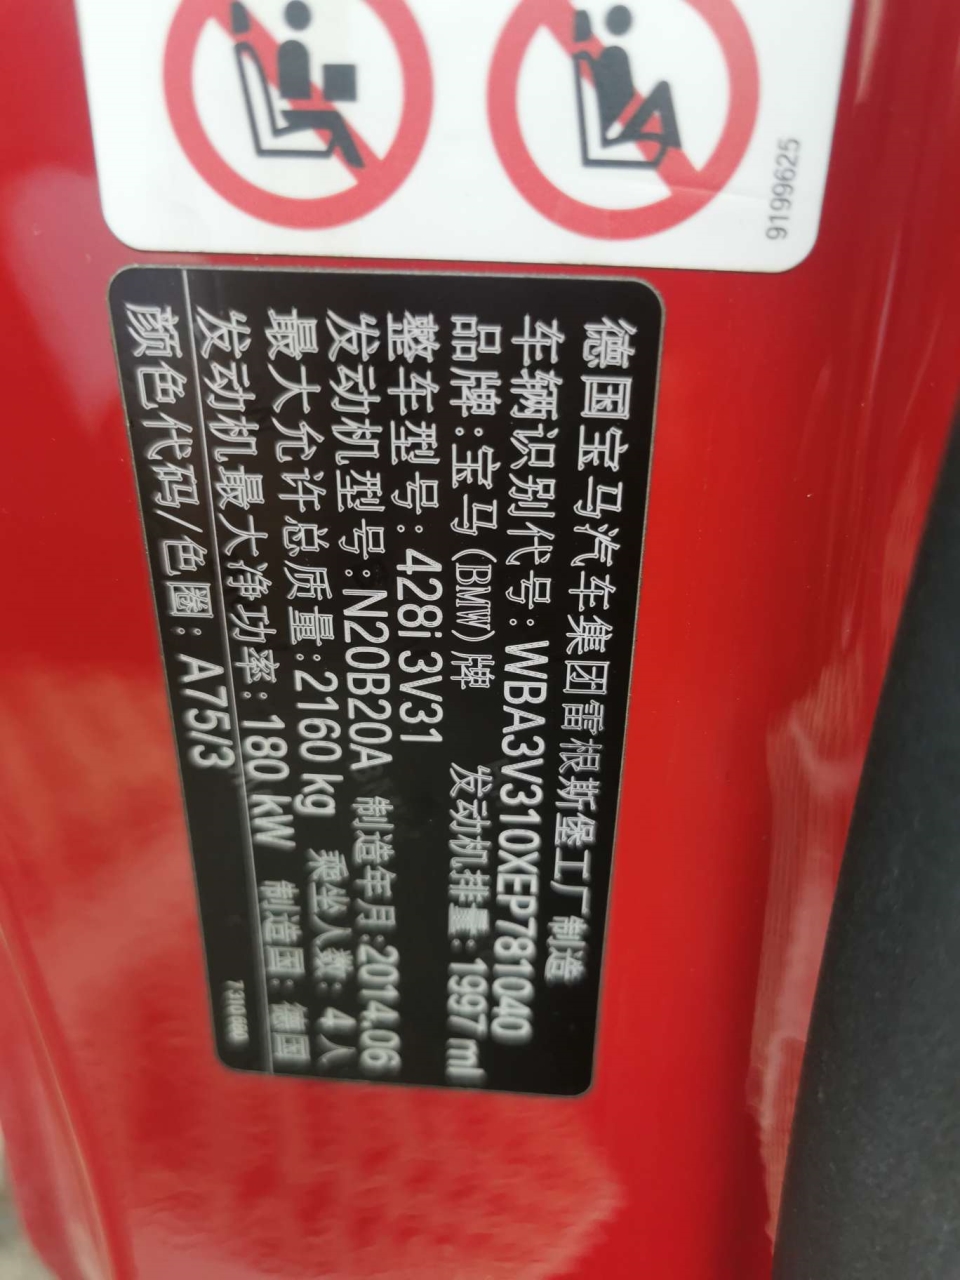 9199625
德国宝马汽车集团雷根斯堡工厂 制造
车辆识别代号:WBA3V310XEP781040
品牌:宝马(BMW)牌 发动机排量:1997 ml
整车型号:428i 3V31
发动机型号:N20B20A 制造年月:2014.06
最大允许总质量:2160 kg 乘坐人数: 4 人
发动机最大净功率:180 kW 制造国: 德国
颜色代码/色圈: A75/3